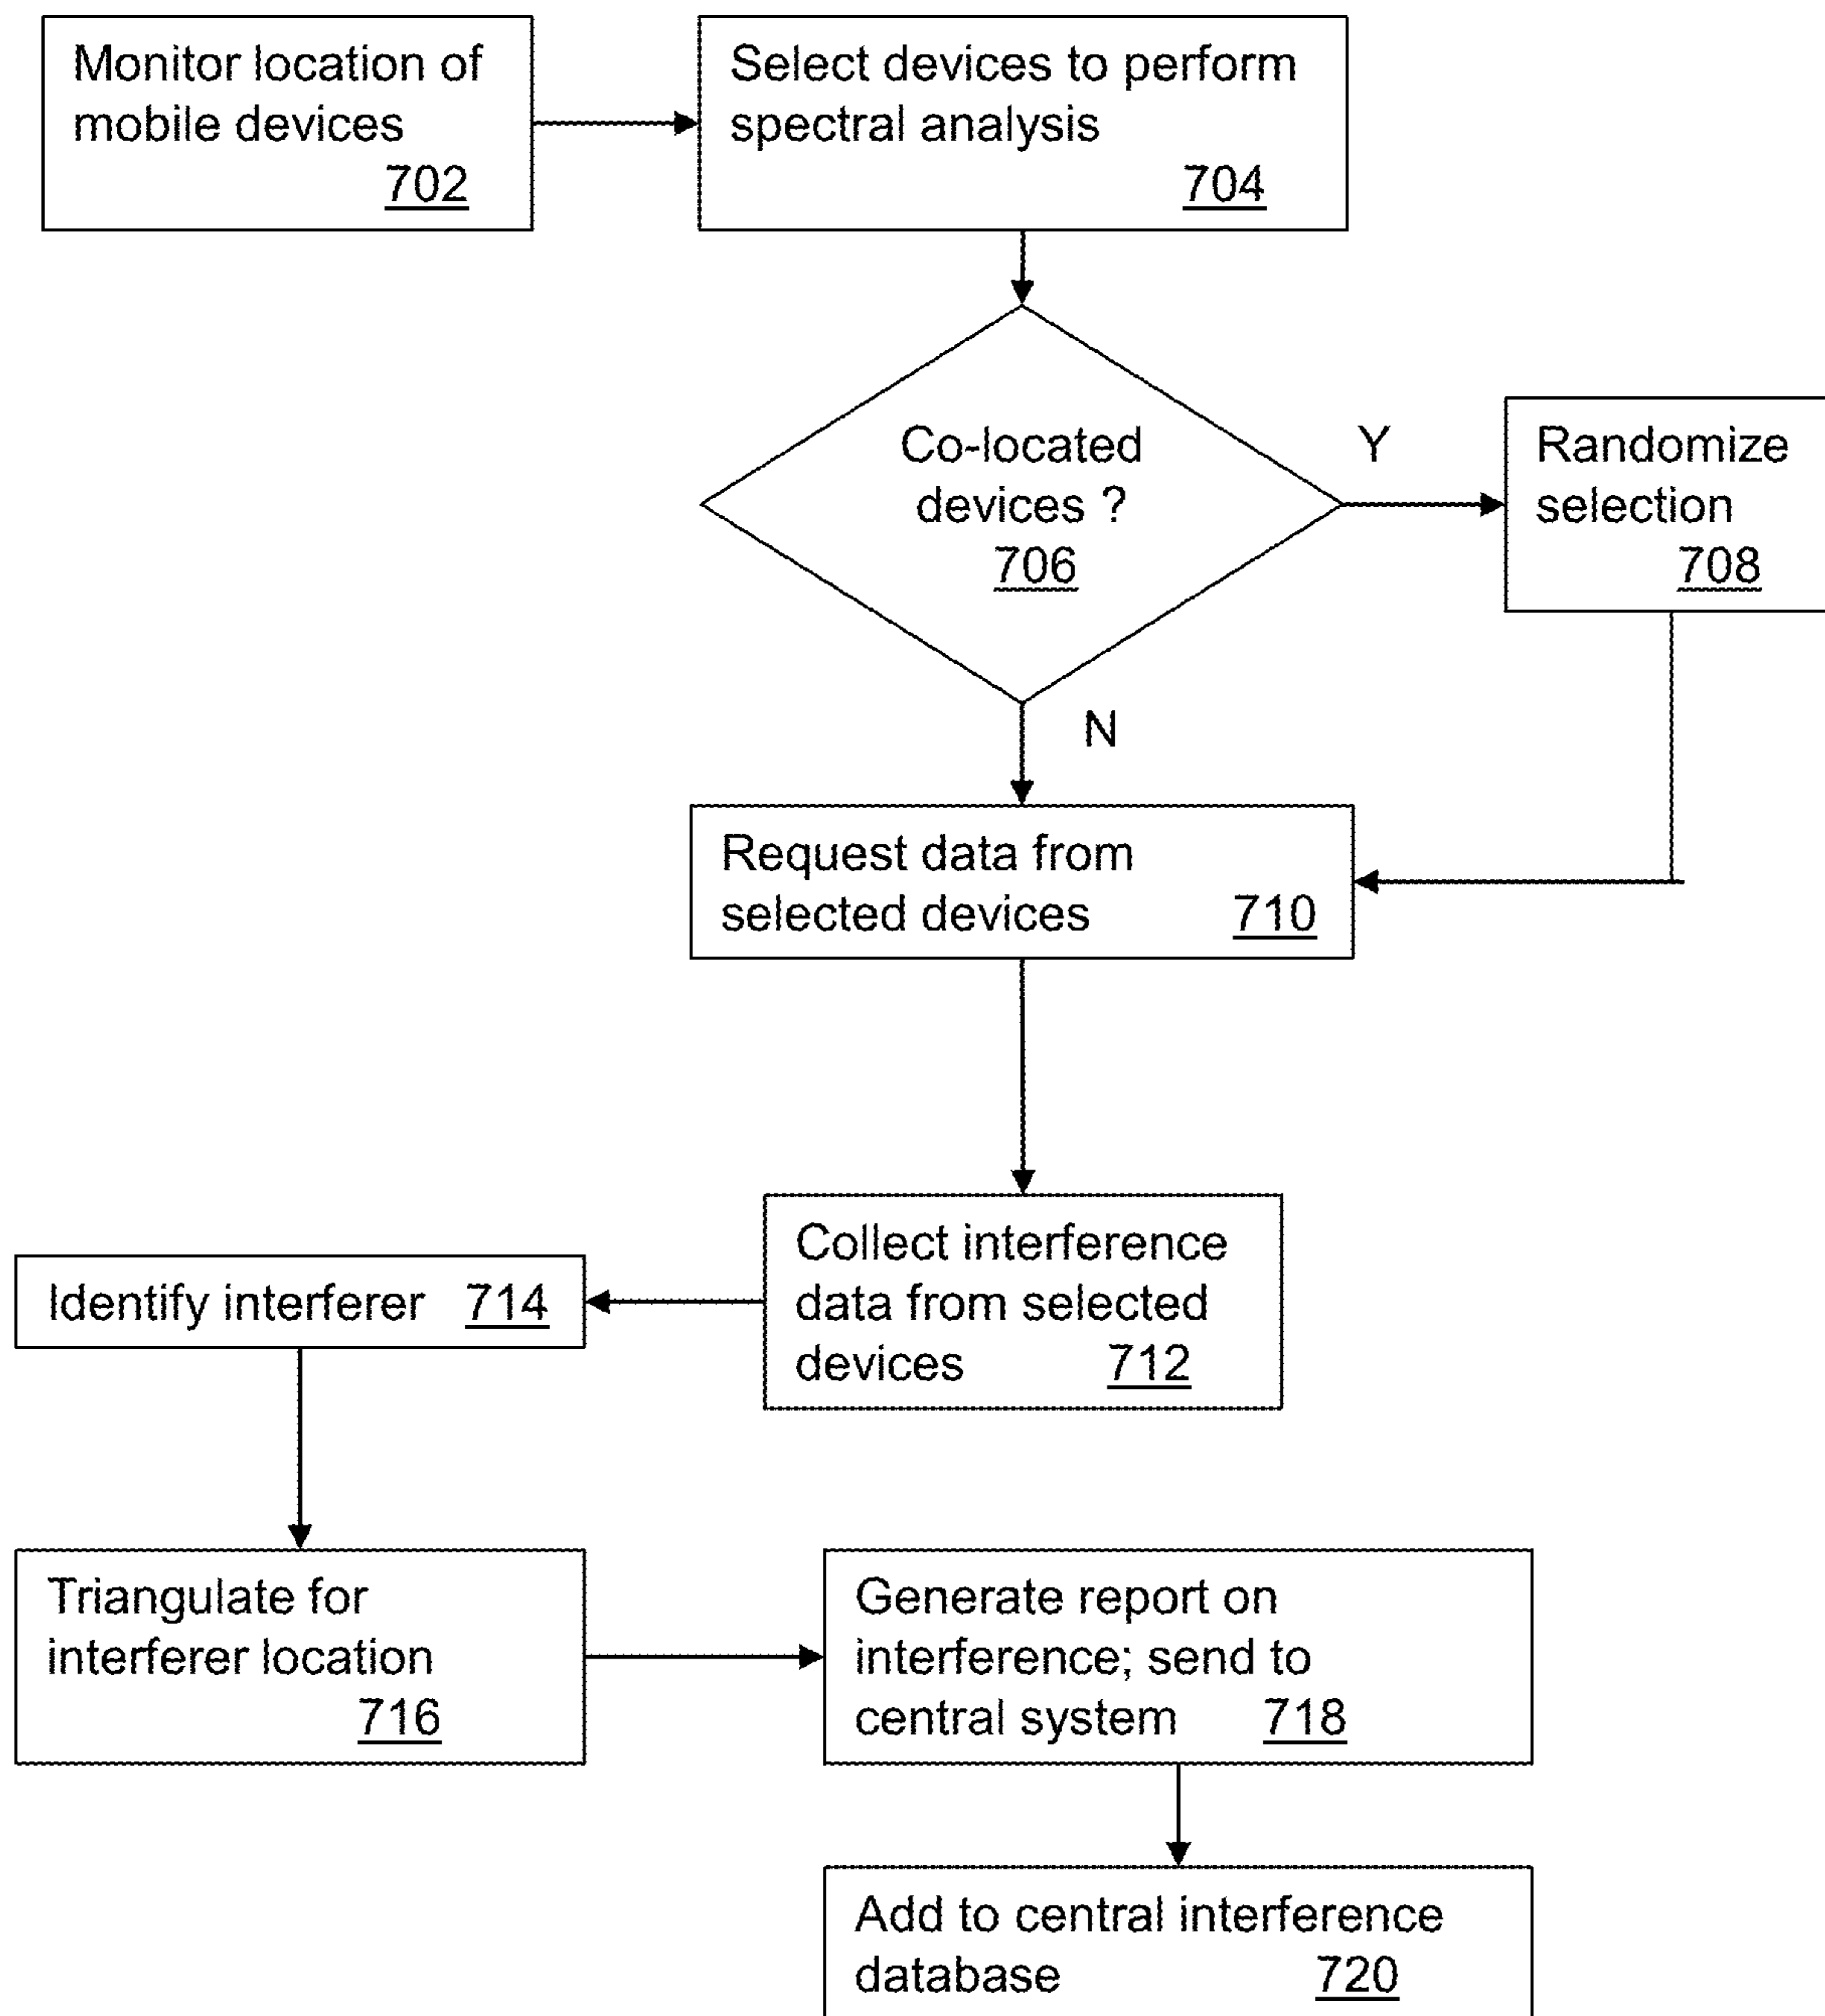 Monitor location of
mobile devices
702
Select devices to perform
spectral analysis
704
Co-located
devices ?
706
Y
Randomize
selection
708
N
Request data from
selected devices 710
Collect interference
data from selected
devices 712
Identify interferer 714
Triangulate for
interferer location
716
Generate report on
interference; send to
central system 718
Add to central interference
database 720